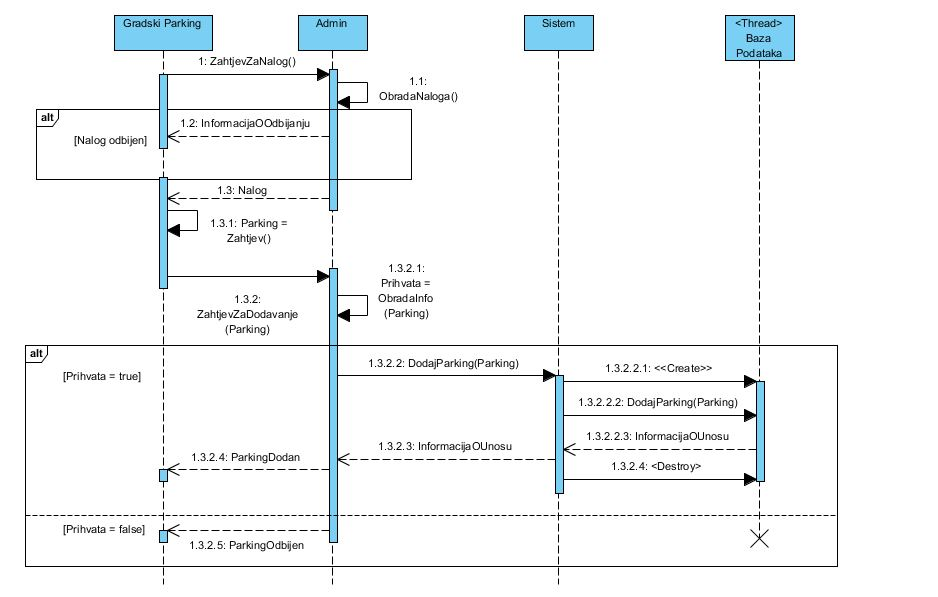 Gradski Parking
Admin
Sistem
<Thread>
Baza
Podataka
1: ZahtjevZaNalog()
1.1:
ObradaNaloga()
alt
1.2: InformacijaOOdbijanju
[Nalog odbijen]
1.3: Nalog
1.3.1: Parking =
Zahtjev()
1.3.2:
ZahtjevZaDodavanje
(Parking)
1.3.2.1:
Prihvata =
ObradaInfo
(Parking)
alt
[Prihvata = true]
1.3.2.2: DodajParking(Parking)
1.3.2.2.1: <<Create>>
1.3.2.2.2: DodajParking(Parking)
1.3.2.2.3: InformacijaOUnosu
1.3.2.3: InformacijaOUnosu
1.3.2.4: ParkingDodan
1.3.2.4: <Destroy>
[Prihvata = false]
1.3.2.5: ParkingOdbijen